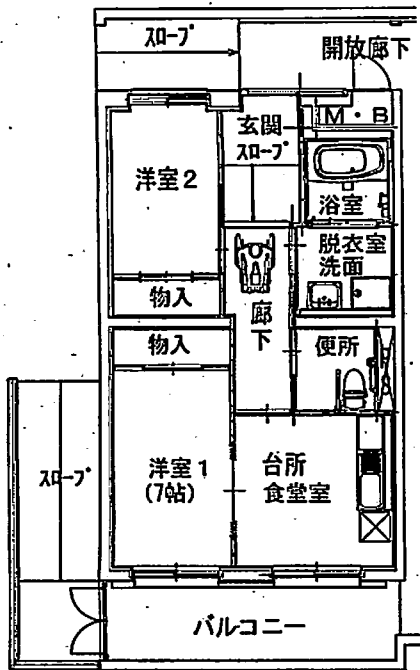 スロープ
開放廊下
玄関
スロープ
M・B
洋室2
浴室
脱衣室
洗面
物入
廊下
物入
便所
スロープ
洋室1
(7帖)
台所
食堂室
バルコニー